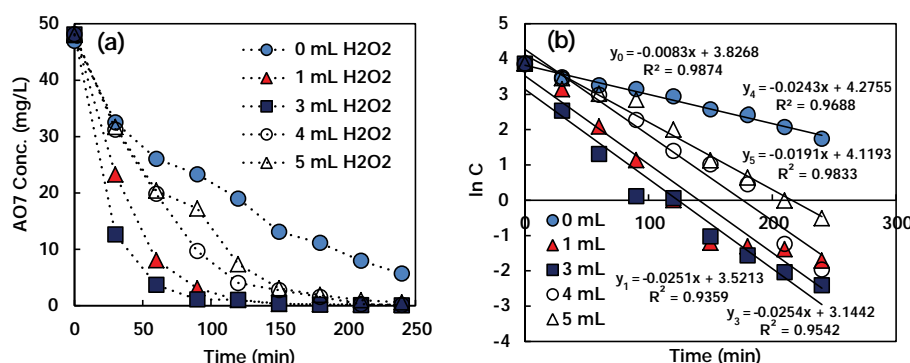 (a)
50
40
30
20
10
0
AO7 Conc. (mg/L)
0 50 100 150 200 250
Time (min)
0 mL H2O2
1 mL H2O2
3 mL H2O2
4 mL H2O2
5 mL H2O2
(b)
5
4
3
2
1
0
-1
-2
-3
-4
ln C
0 100 200 300
Time (min)
y0 = -0.0083x + 3.8268
R² = 0.9874
y4 = -0.0243x + 4.2755
R² = 0.9688
y5 = -0.0191x + 4.1193
R² = 0.9833
0 mL
1 mL
3 mL
4 mL
5 mL
y1 = -0.0251x + 3.5213
R² = 0.9359
y3 = -0.0254x + 3.1442
R² = 0.9542